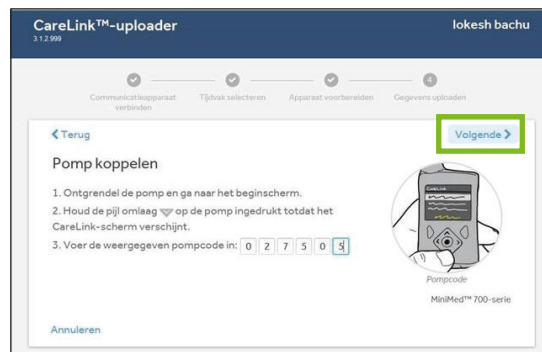 CareLink™-uploader
lokesh bachu
3.1.2.999
4
Communicatieapparaat
verbinden
Tijdvak selecteren
Apparaat voorbereiden
Gegevens uploaden
Terug
Volgende
Pomp koppelen
1. Ontgrendel de pomp en ga naar het beginscherm.
2. Houd de pijl omlaag op de pomp ingedrukt totdat het
CareLink-scherm verschijnt.
3. Voer de weergegeven pompcode in: 0 2 7 5 0 5
CareLink
Pompcode
MiniMed™ 700-serie
Annuleren